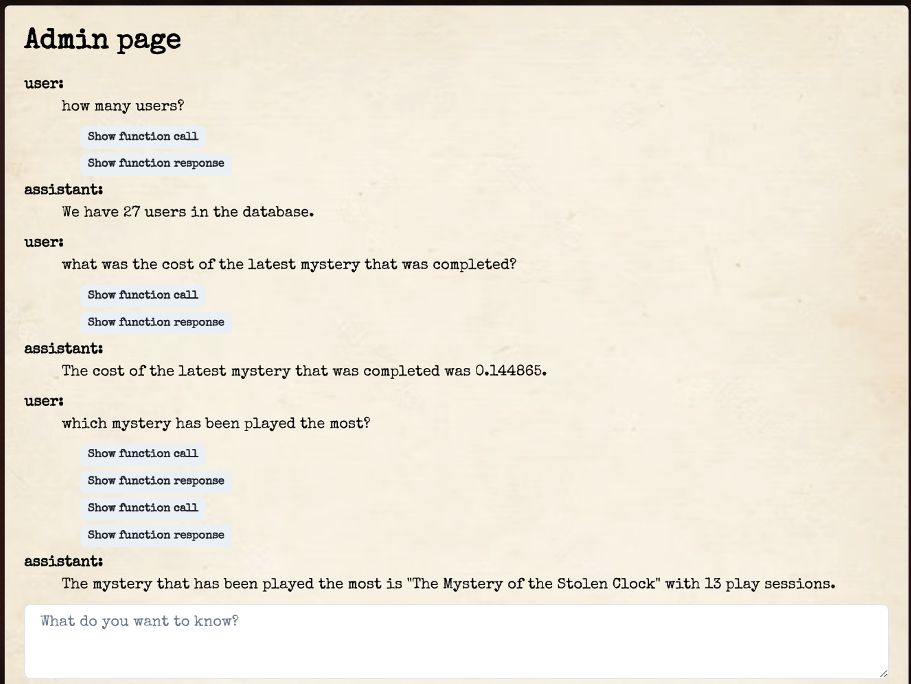 Admin page
user:
how many users?
Show function call
Show function response
assistant:
We have 27 users in the database.
user:
what was the cost of the latest mystery that was completed?
Show function call
Show function response
assistant:
The cost of the latest mystery that was completed was 0.144865.
user:
which mystery has been played the most?
Show function call
Show function response
Show function call
Show function response
assistant:
The mystery that has been played the most is "The Mystery of the Stolen Clock" with 13 play sessions.
What do you want to know?